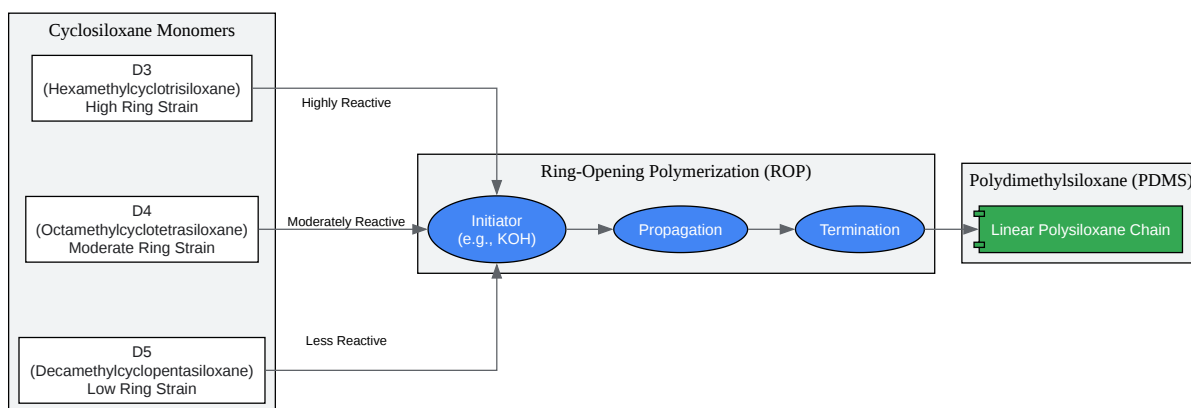 Cyclosiloxane Monomers
D3
(Hexamethylcyclotrisiloxane)
High Ring Strain
Highly Reactive
D4
(Octamethylcyclotetrasiloxane)
Moderate Ring Strain
Moderately Reactive
D5
(Decamethylcyclopentasiloxane)
Low Ring Strain
Less Reactive
Ring-Opening Polymerization (ROP)
Initiator
(e.g., KOH)
Propagation
Termination
Polydimethylsiloxane (PDMS)
Linear Polysiloxane Chain